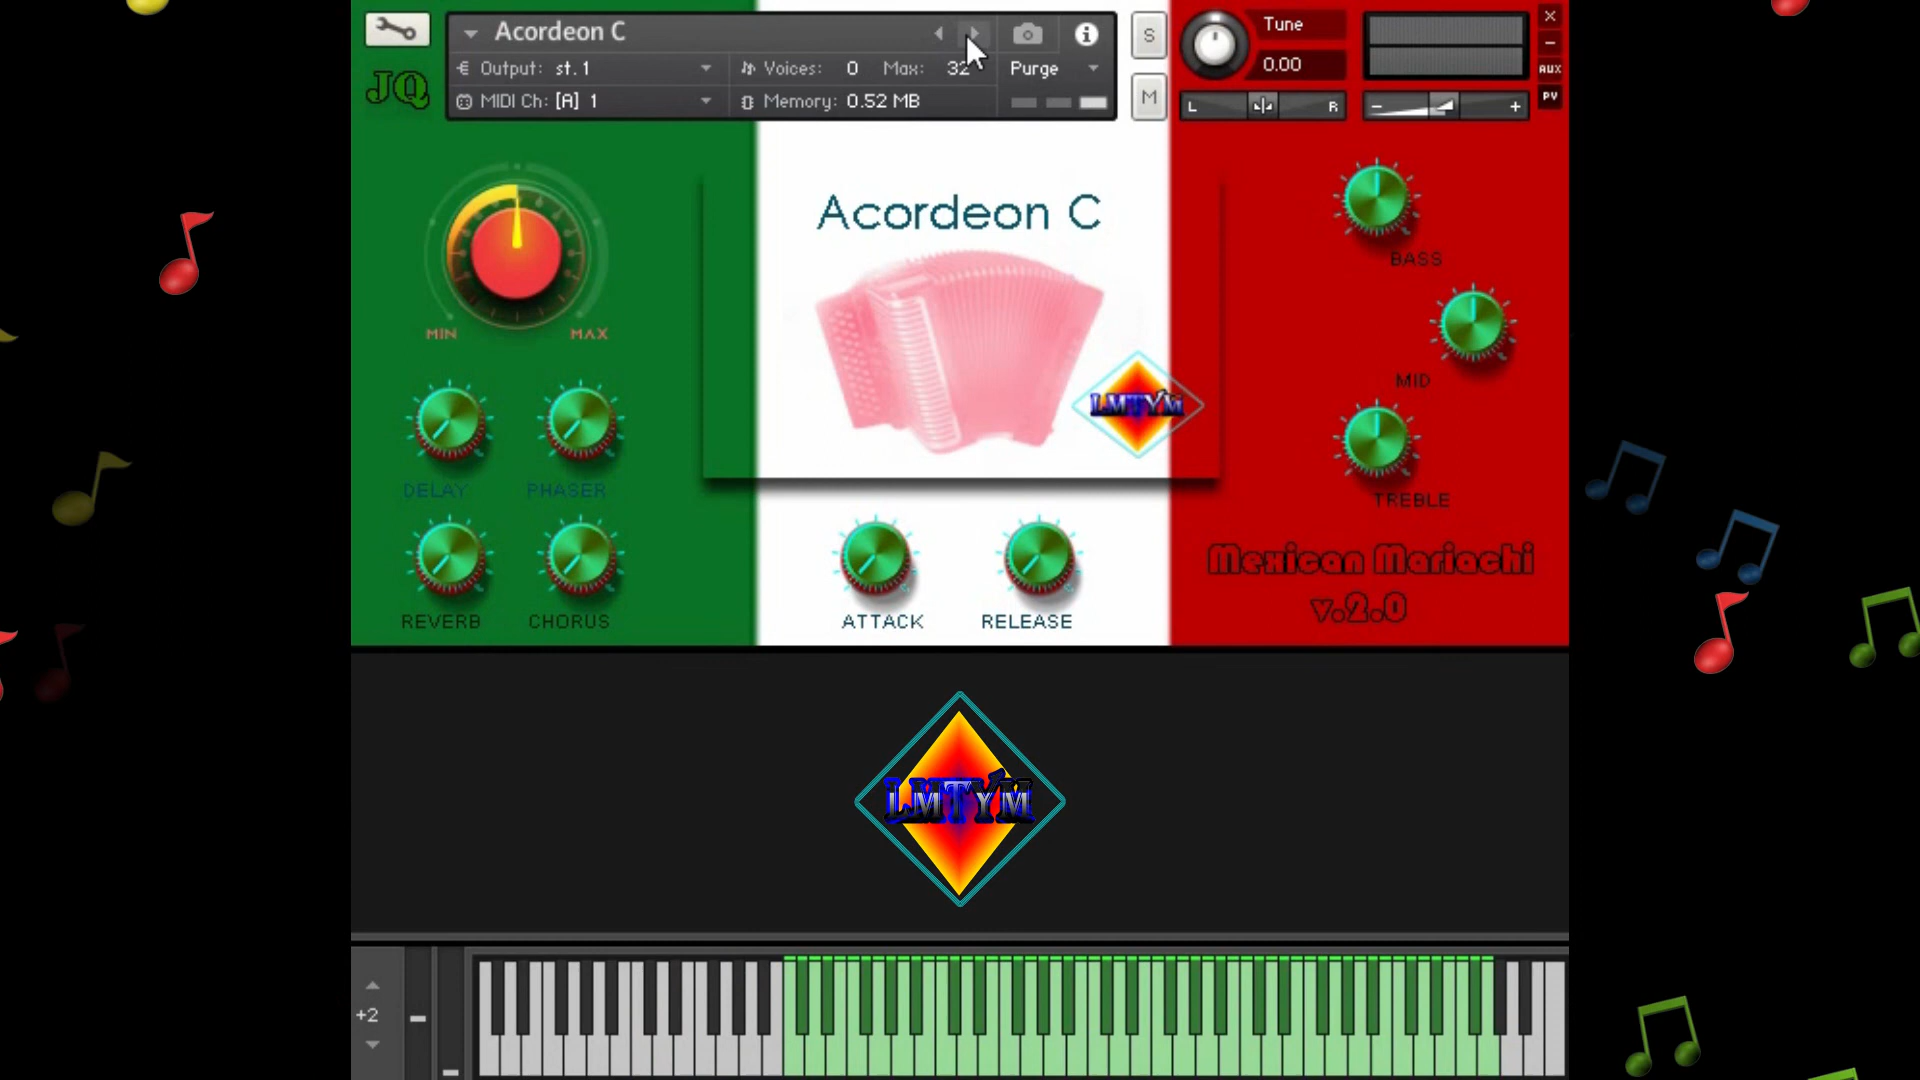 Acordeon C
S
Tune
X
JQ
Output: st.1
Voices: 0 Max: 32
Purge
0.00
AUX
MIDI Ch: [A] 1
Memory: 0.52 MB
M
L
R
PV
Acordeon C
BASS
MIN
MAX
MID
LMTYM
DELAY
PHASER
TREBLE
Mexican Mariachi
v.2.0
REVERB
CHORUS
ATTACK
RELEASE
LMTYM
+2